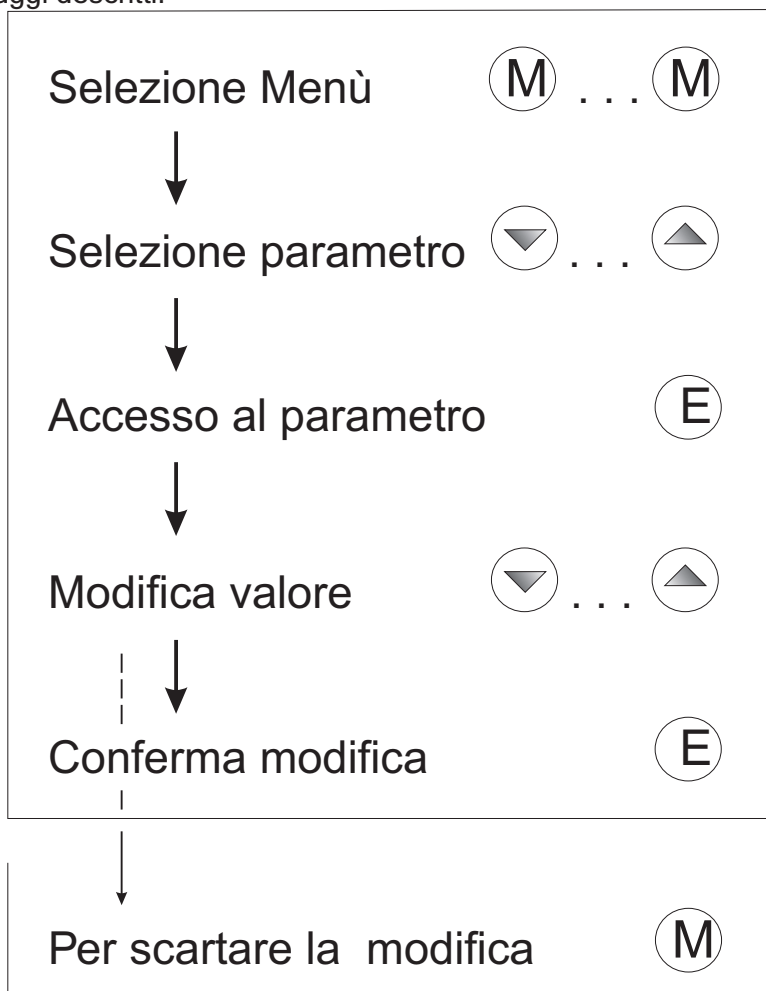 Selezione Menù M . . . M
Selezione parametro . . .
Accesso al parametro E
Modifica valore . . .
Conferma modifica E
Per scartare la modifica M